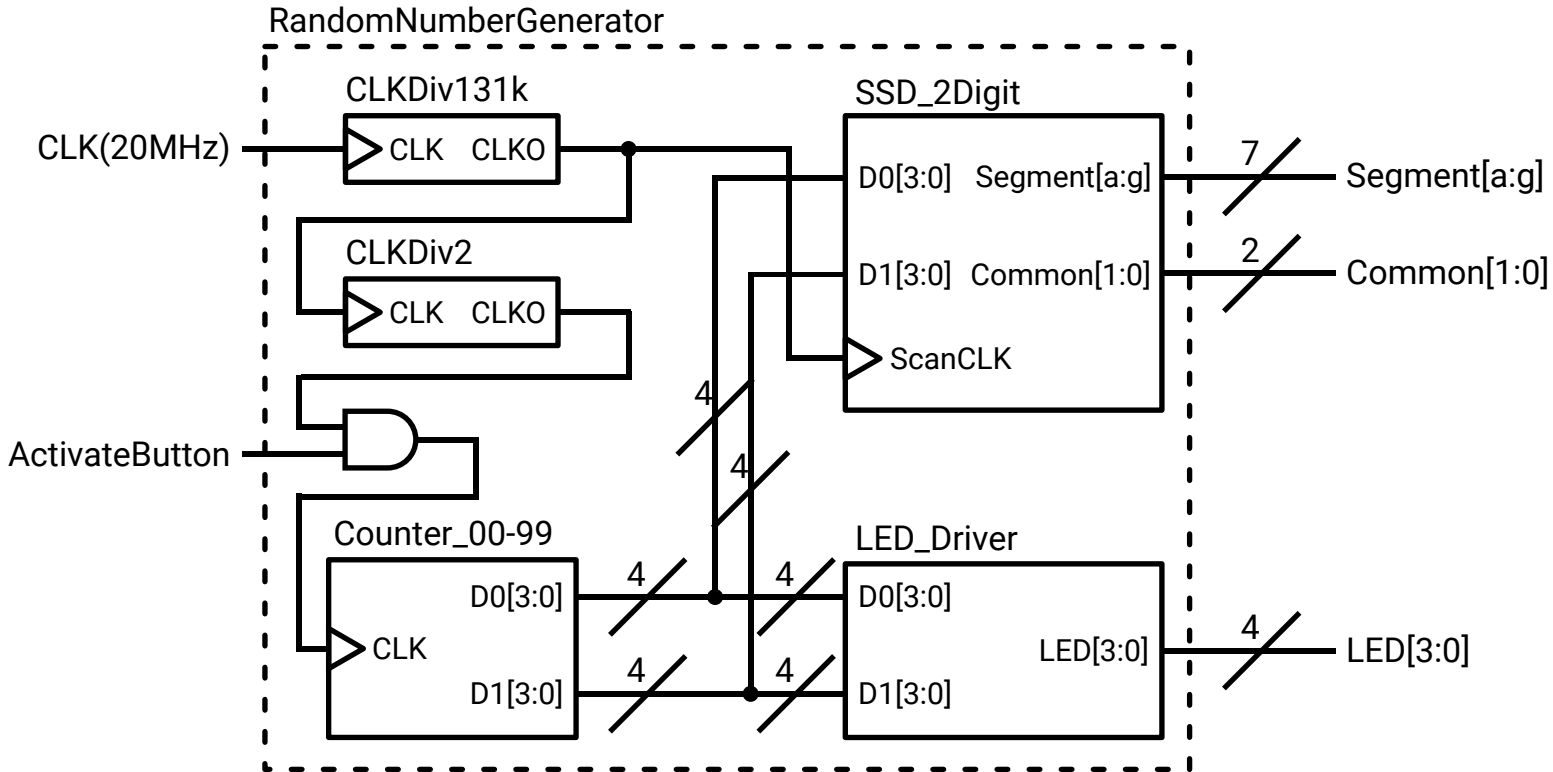 RandomNumberGenerator
CLKDiv131k
SSD_2Digit
CLK(20MHz)
CLK CLKO
D0[3:0] Segment[a:g]
7
Segment[a:g]
CLKDiv2
D1[3:0] Common[1:0]
2
Common[1:0]
CLK CLKO
ScanCLK
4
ActivateButton
4
Counter_00-99
LED_Driver
D0[3:0]
4
4
D0[3:0]
CLK
LED[3:0]
4
LED[3:0]
D1[3:0]
4
4
D1[3:0]